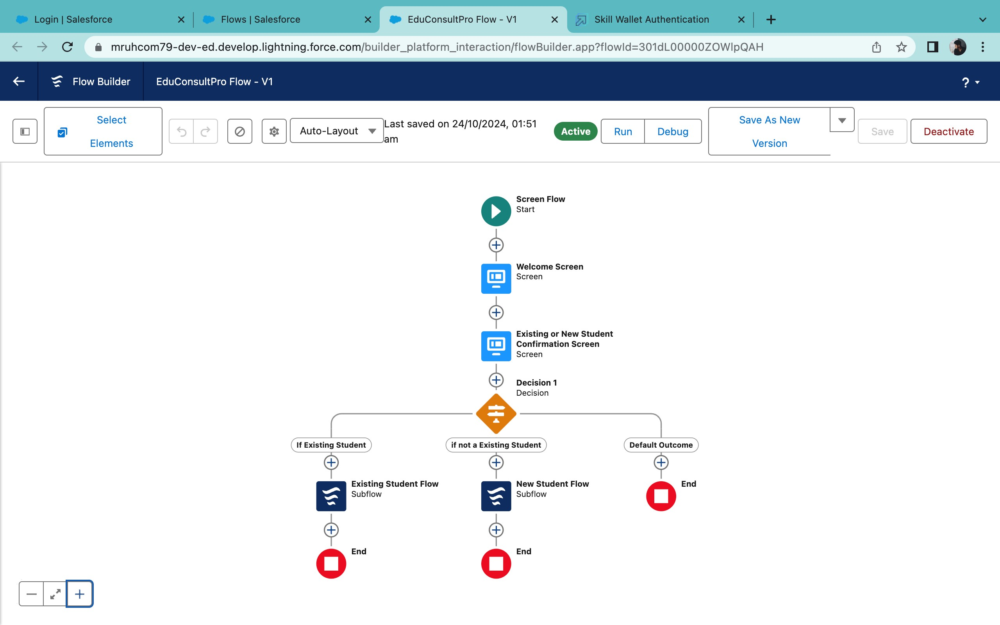 Login | Salesforce
Flows | Salesforce
EduConsultPro Flow - V1
Skill Wallet Authentication
mruhcom79-dev-ed.develop.lightning.force.com/builder_platform_interaction/flowBuilder.app?flowId=301dL00000ZOWlpQAH
Flow Builder
EduConsultPro Flow - V1
?
Select
Elements
Auto-Layout
Last saved on 24/10/2024, 01:51
am
Active
Run
Debug
Save As New
Version
Save
Deactivate
Screen Flow
Start
Welcome Screen
Screen
Existing or New Student
Confirmation Screen
Screen
Decision 1
Decision
If Existing Student
if not a Existing Student
Default Outcome
Existing Student Flow
Subflow
New Student Flow
Subflow
End
End
End